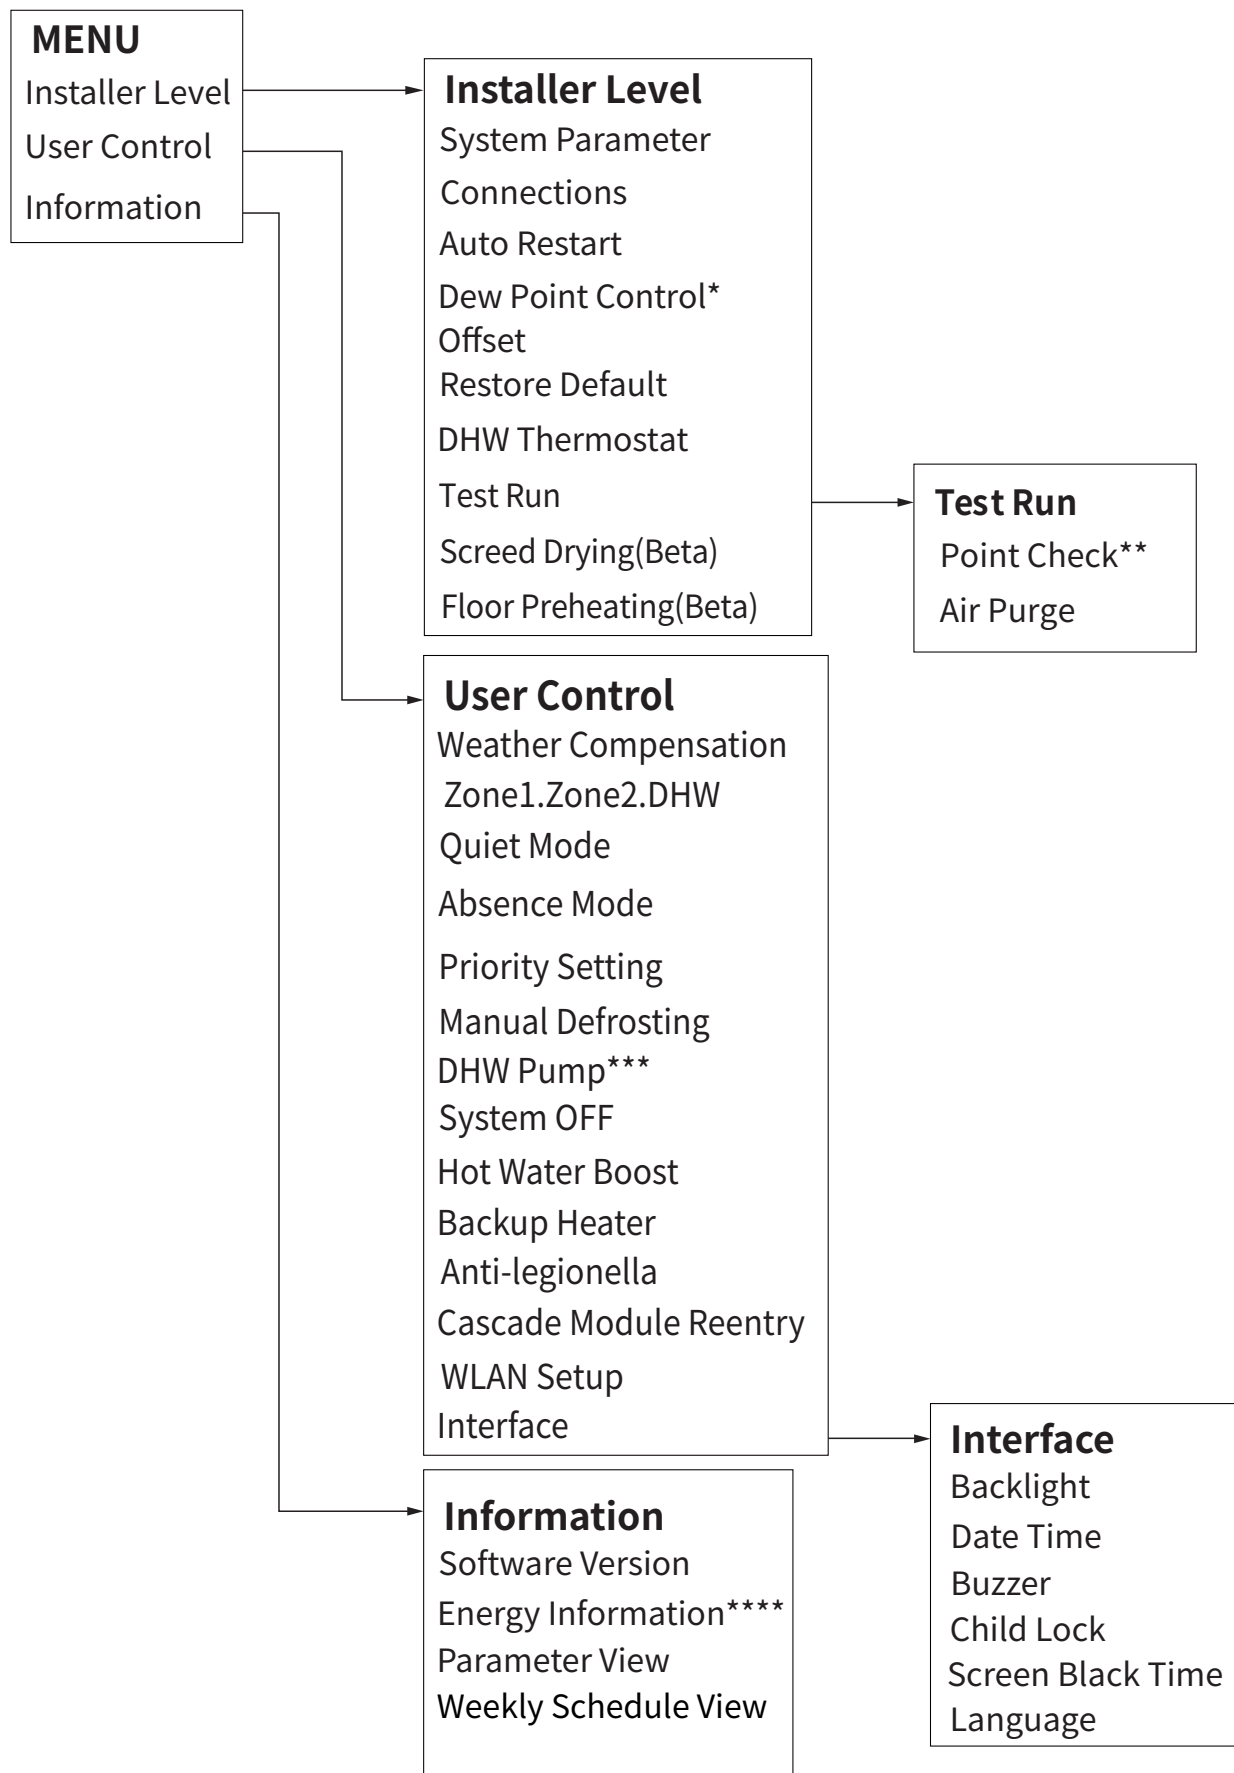 MENU
Installer Level
User Control
Information
Installer Level
System Parameter
Connections
Auto Restart
Dew Point Control*
Offset
Restore Default
DHW Thermostat
Test Run
Screed Drying(Beta)
Floor Preheating(Beta)
Test Run
Point Check**
Air Purge
User Control
Weather Compensation
Zone1.Zone2.DHW
Quiet Mode
Absence Mode
Priority Setting
Manual Defrosting
DHW Pump***
System OFF
Hot Water Boost
Backup Heater
Anti-legionella
Cascade Module Reentry
WLAN Setup
Interface
Interface
Backlight
Date Time
Buzzer
Child Lock
Screen Black Time
Language
Information
Software Version
Energy Information****
Parameter View
Weekly Schedule View